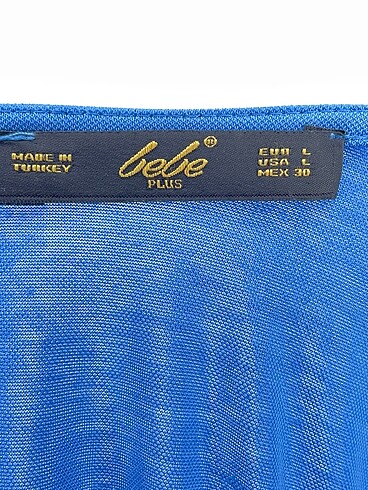 MADE IN
TURKEY
bebe®
PLUS
EUR L
USA L
MEX 30